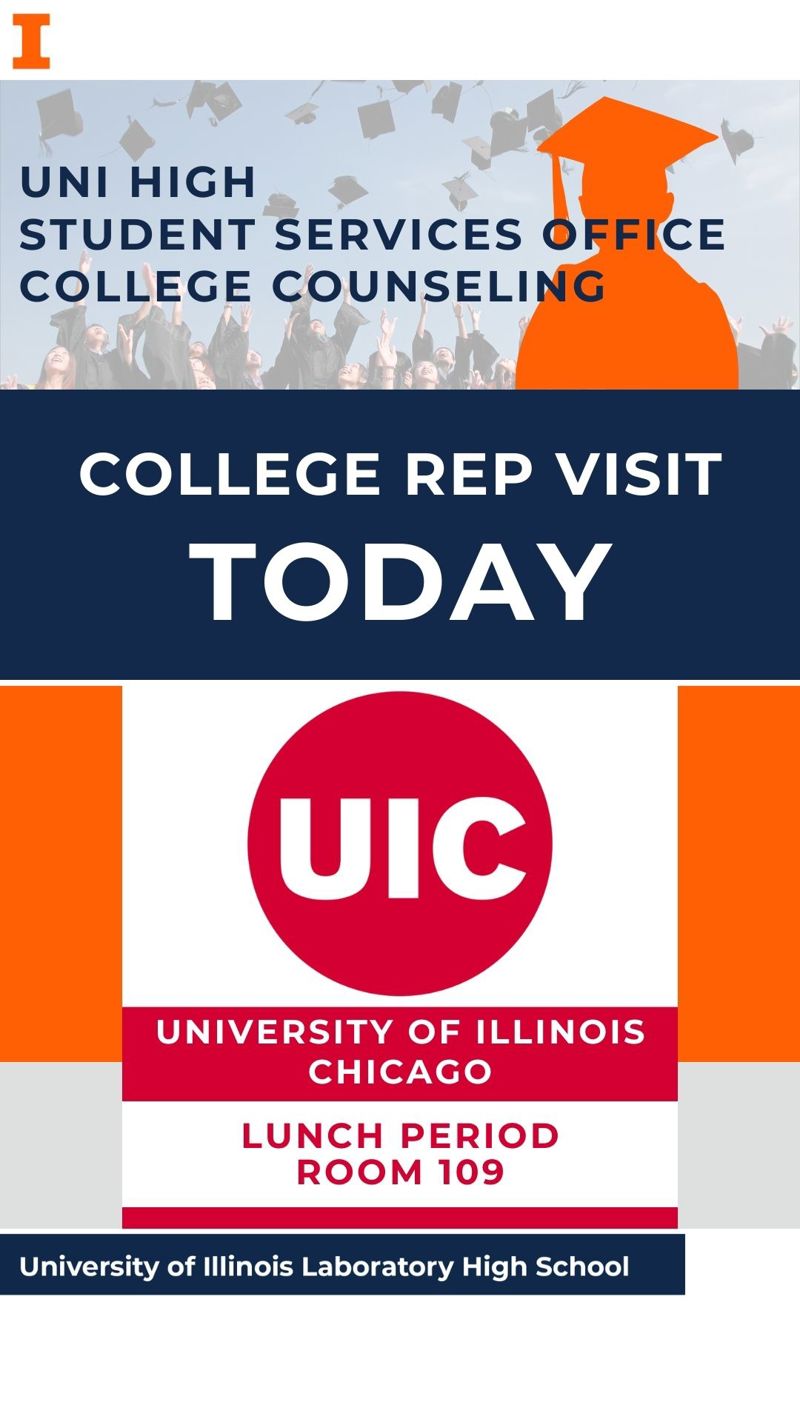 I
UNI HIGH
STUDENT SERVICES OFFICE
COLLEGE COUNSELING
COLLEGE REP VISIT
TODAY
UIC
UNIVERSITY OF ILLINOIS
CHICAGO
LUNCH PERIOD
ROOM 109
University of Illinois Laboratory High School